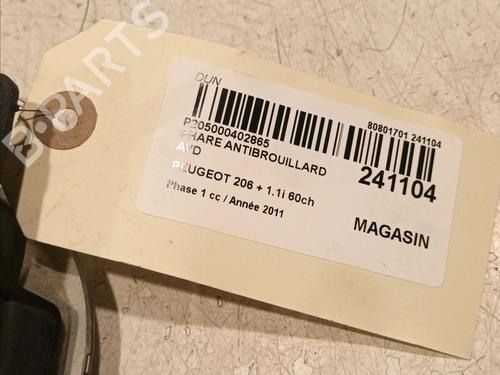 B-PARTS
DUN
80801701 241104
P205000402865
PHARE ANTIBROUILLARD
AVD
241104
PEUGEOT 206 + 1.1i 60ch
Phase 1 cc / Année 2011
MAGASIN